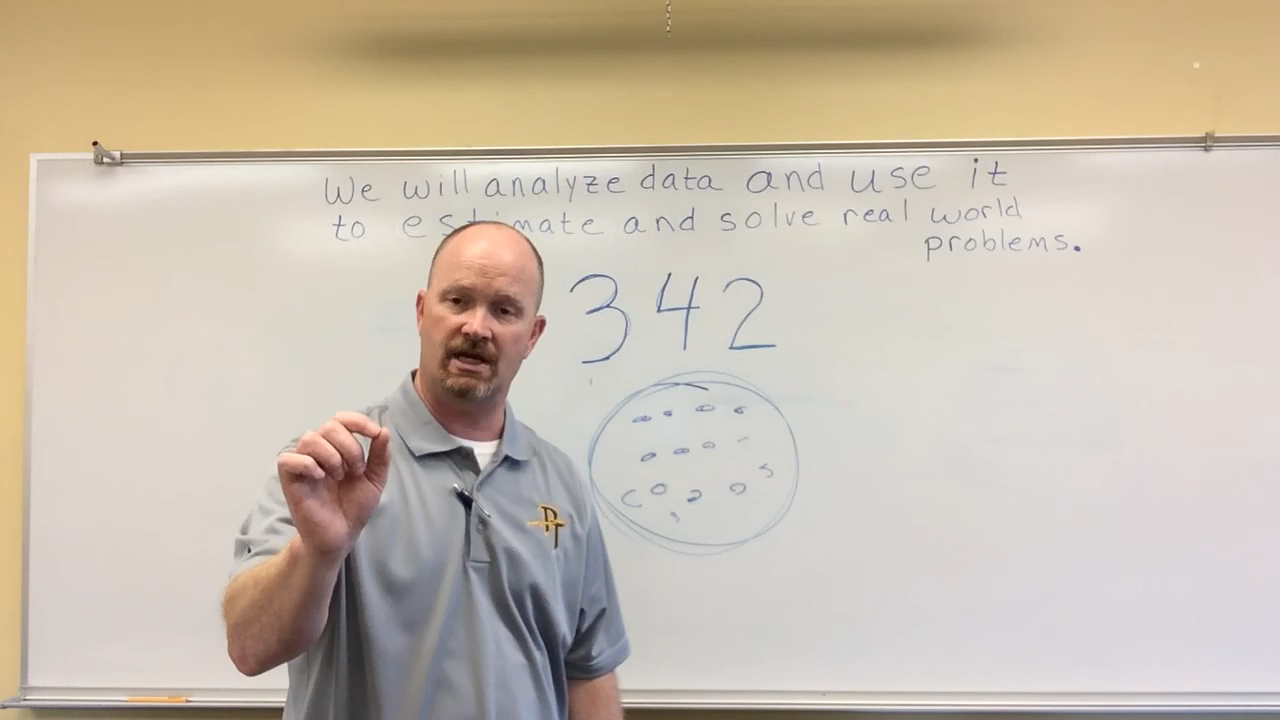 We will analyze data and use it
to estimate and solve real world
problems.
342